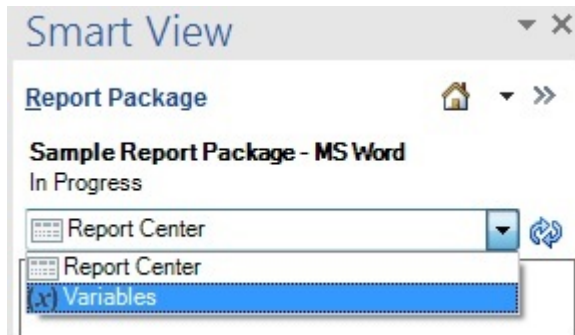 Smart View
Report Package
Sample Report Package - MS Word
In Progress
Report Center
Report Center
(x) Variables